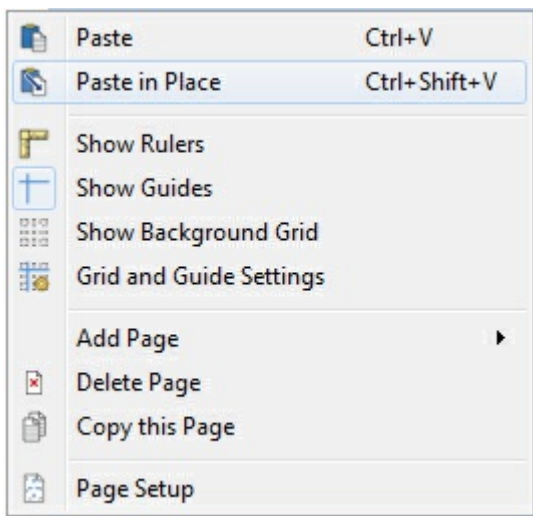 Paste Ctrl+V
Paste in Place Ctrl+Shift+V
Show Rulers
Show Guides
Show Background Grid
Grid and Guide Settings
Add Page
Delete Page
Copy this Page
Page Setup